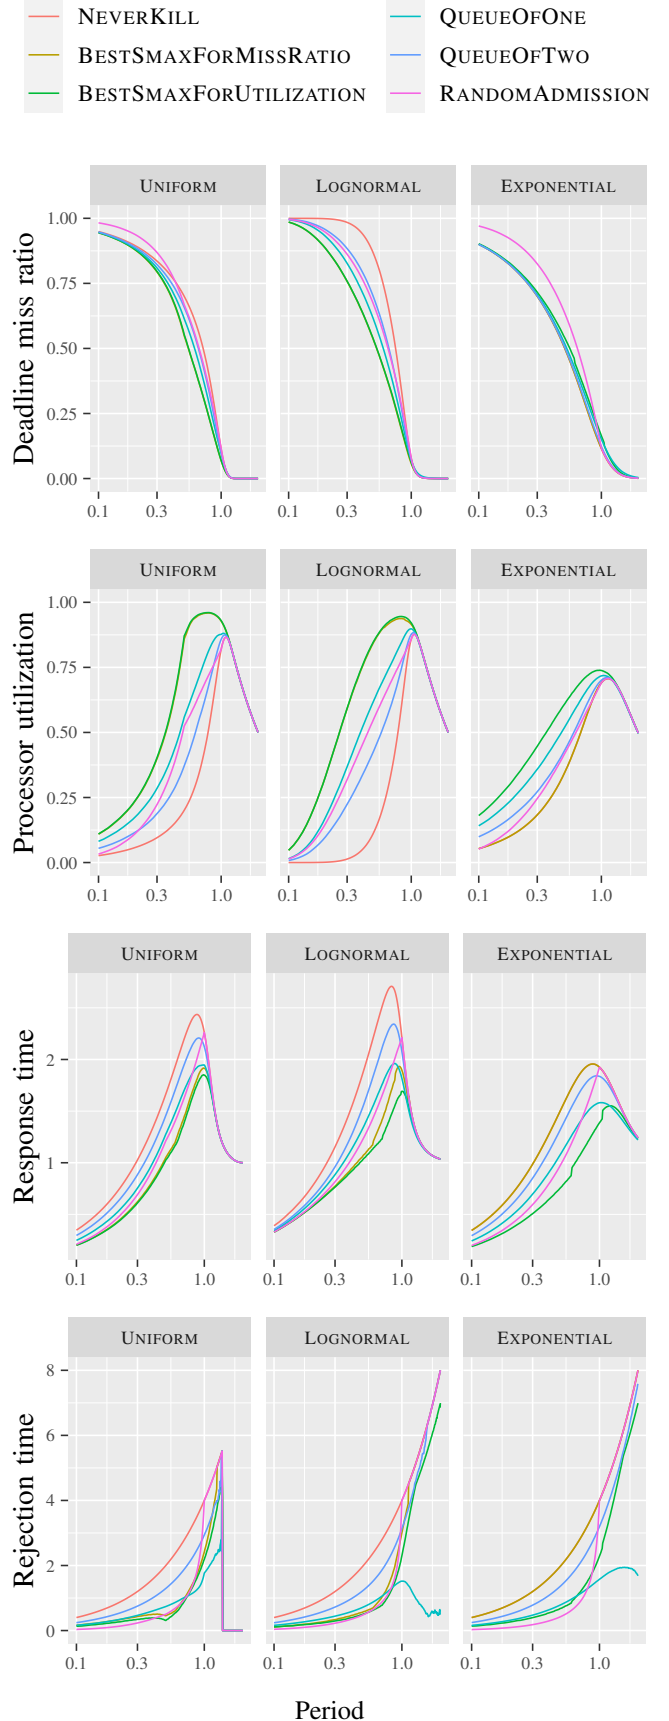 NEVERKILL QUEUEOFONE
BESTSMAXFORMISSRATIO QUEUEOFTWO
BESTSMAXFORUTILIZATION RANDOMADMISSION
UNIFORM LOGNORMAL EXPONENTIAL
Deadline miss ratio
1.00
0.75
0.50
0.25
0.00
0.1 0.3 1.0 0.1 0.3 1.0 0.1 0.3 1.0
UNIFORM LOGNORMAL EXPONENTIAL
Processor utilization
1.00
0.75
0.50
0.25
0.00
0.1 0.3 1.0 0.1 0.3 1.0 0.1 0.3 1.0
UNIFORM LOGNORMAL EXPONENTIAL
Response time
2
1
0.1 0.3 1.0 0.1 0.3 1.0 0.1 0.3 1.0
UNIFORM LOGNORMAL EXPONENTIAL
Rejection time
8
6
4
2
0
0.1 0.3 1.0 0.1 0.3 1.0 0.1 0.3 1.0
Period